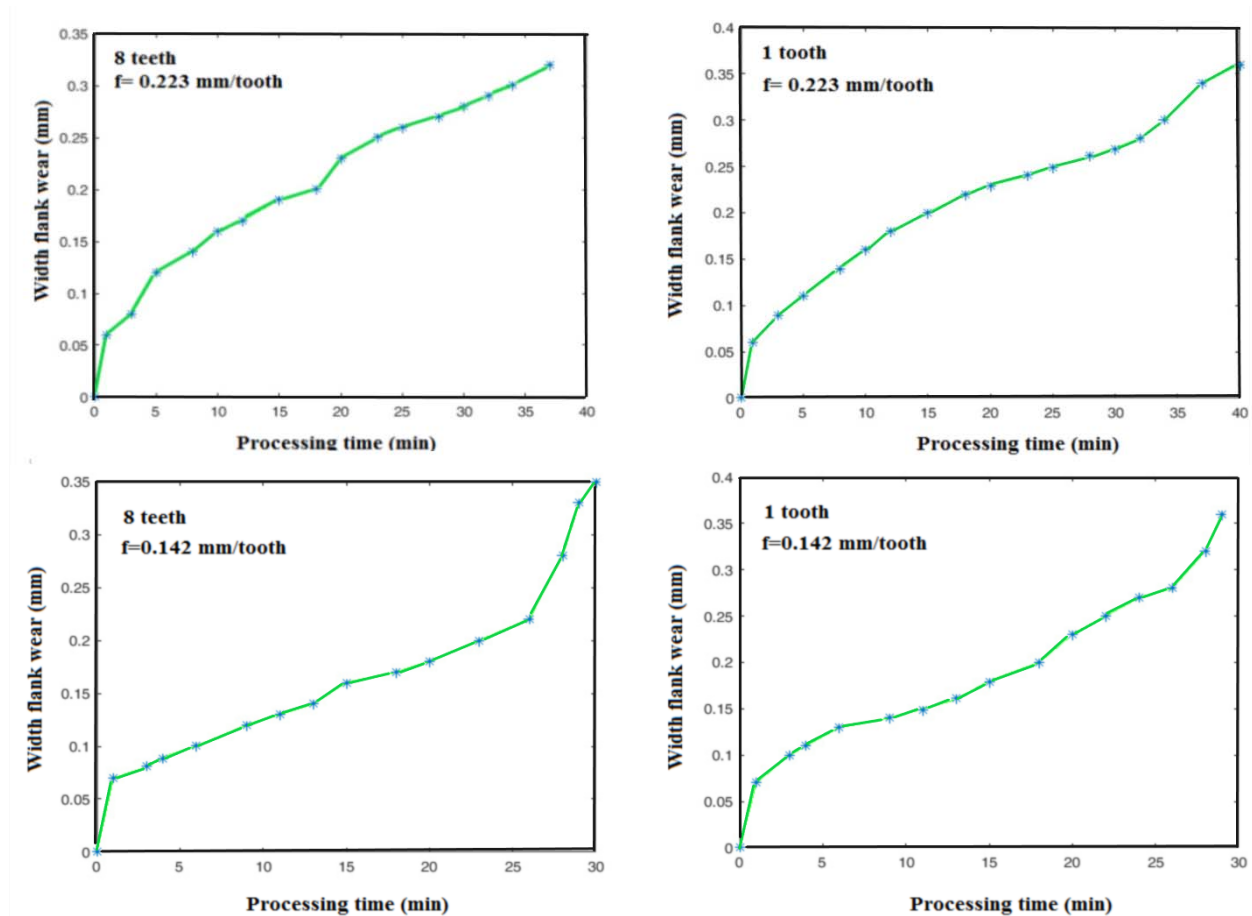 8 teeth
f= 0.223 mm/tooth
Width flank wear (mm)
0.35
0.3
0.25
0.2
0.15
0.1
0.05
0
0 5 10 15 20 25 30 35 40
Processing time (min)
1 tooth
f= 0.223 mm/tooth
Width flank wear (mm)
0.4
0.35
0.3
0.25
0.2
0.15
0.1
0.05
0
0 5 10 15 20 25 30 35 40
Processing time (min)
8 teeth
f=0.142 mm/tooth
Width flank wear (mm)
0.35
0.3
0.25
0.2
0.15
0.1
0.05
0
0 5 10 15 20 25 30
Processing time (min)
1 tooth
f=0.142 mm/tooth
Width flank wear (mm)
0.4
0.35
0.3
0.25
0.2
0.15
0.1
0.05
0
0 5 10 15 20 25 30
Processing time (min)